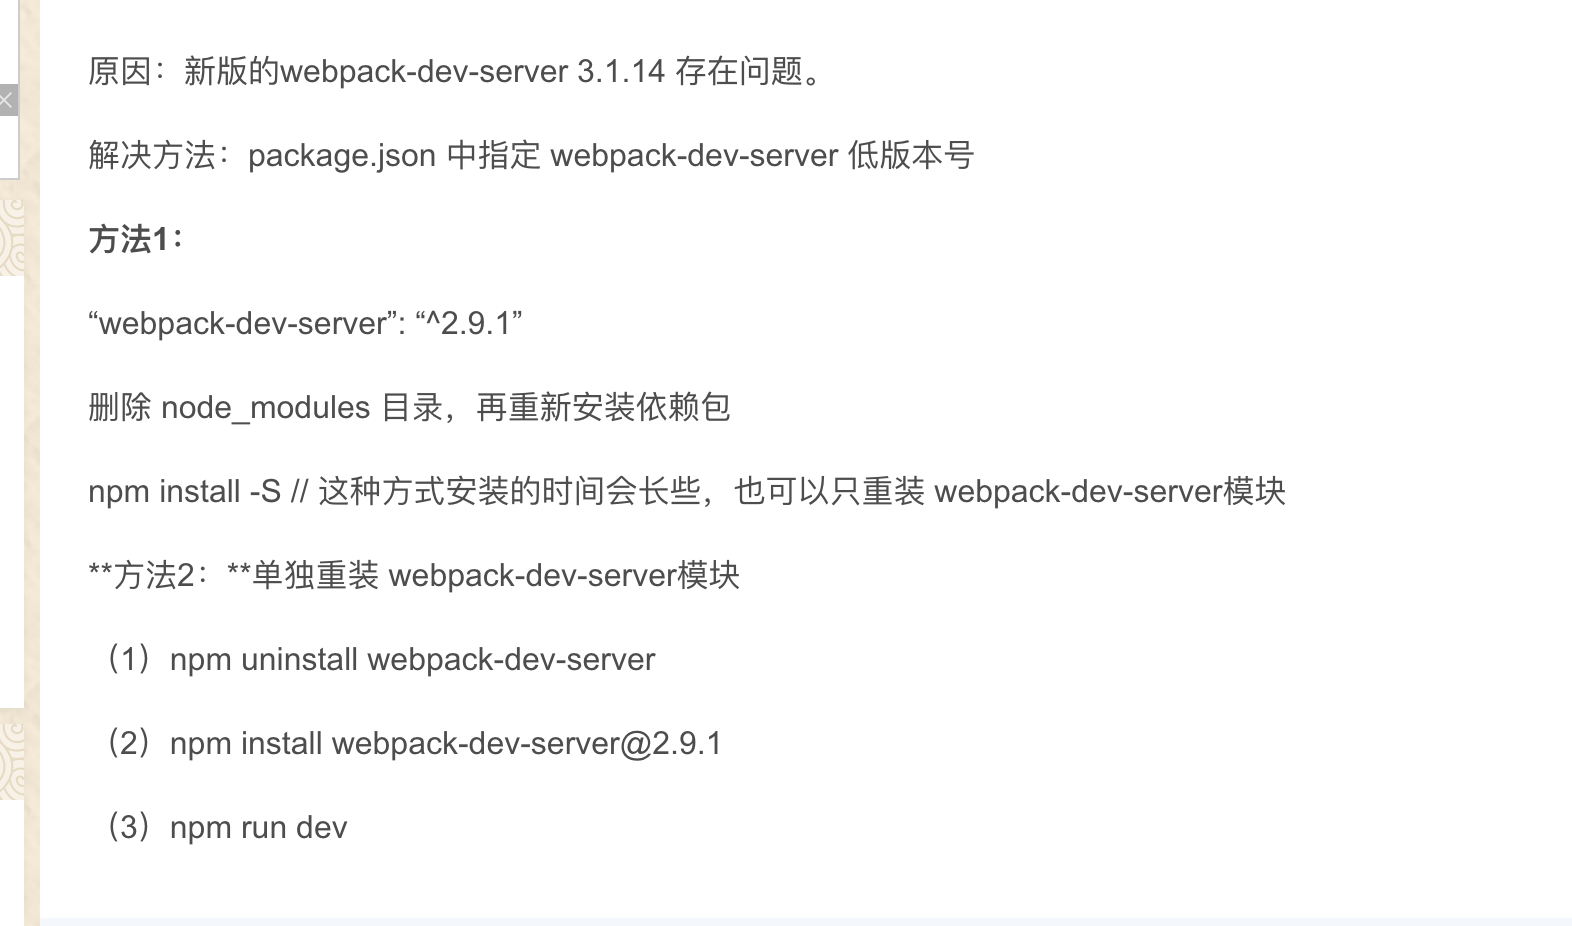 原因：新版的webpack-dev-server 3.1.14 存在问题。
解决方法：package.json 中指定 webpack-dev-server 低版本号
方法1：
“webpack-dev-server”: “^2.9.1”
删除 node_modules 目录，再重新安装依赖包
npm install -S // 这种方式安装的时间会长些，也可以只重装 webpack-dev-server模块
**方法2：**单独重装 webpack-dev-server模块
（1）npm uninstall webpack-dev-server
（2）npm install webpack-dev-server@2.9.1
（3）npm run dev